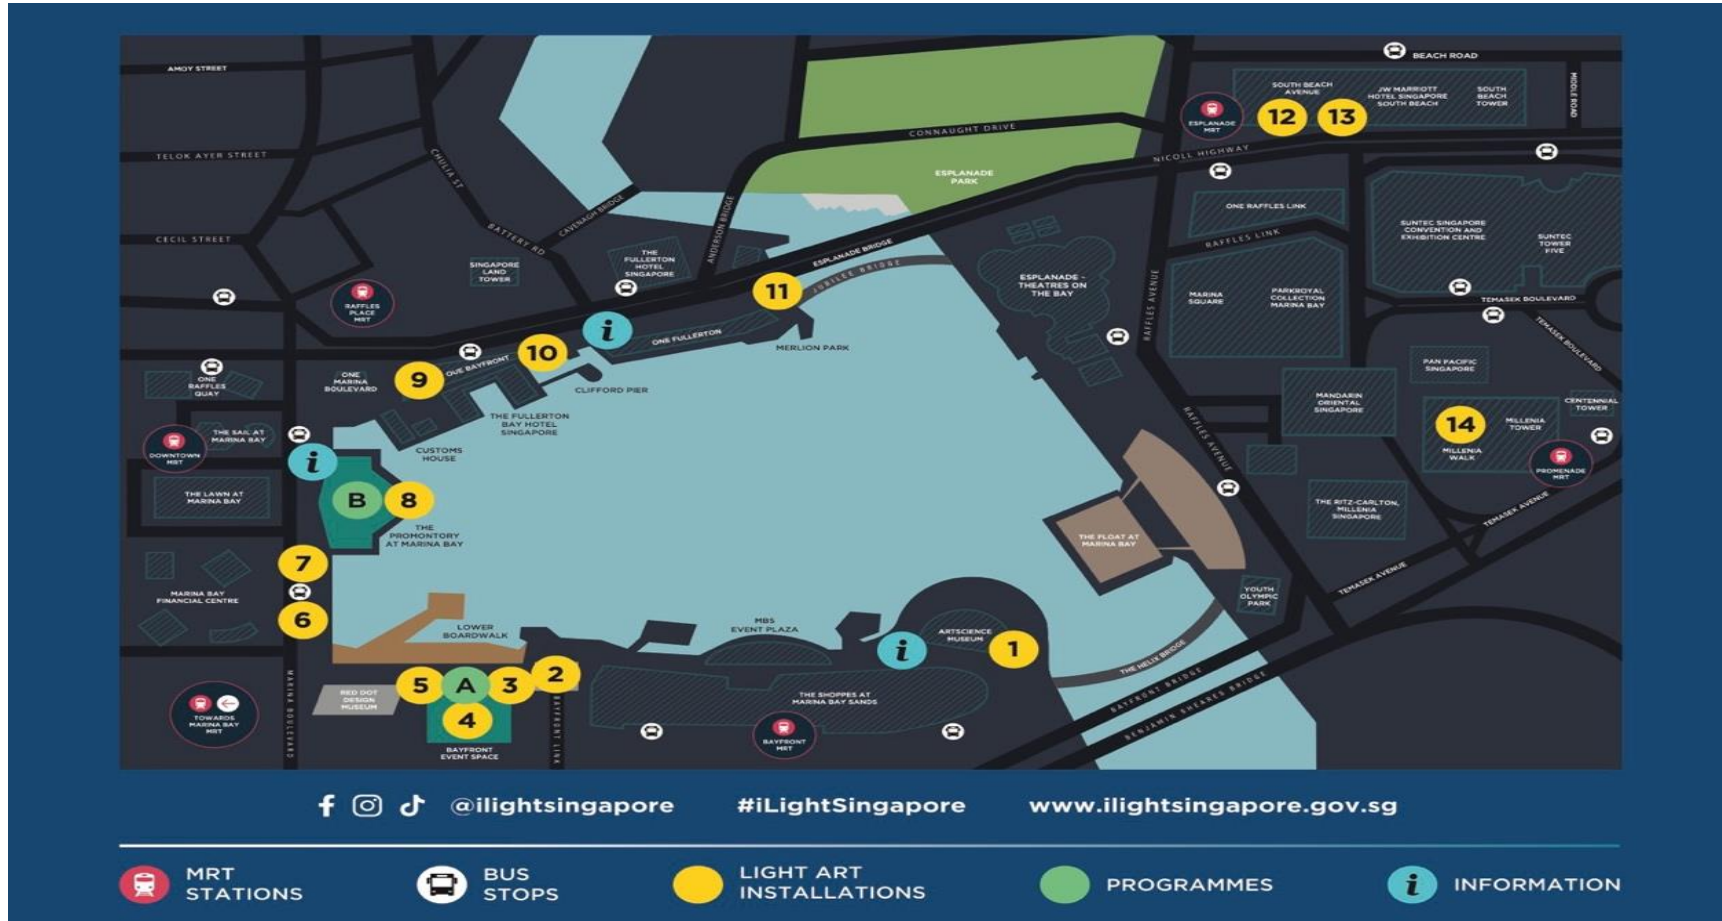 AMOY STREET
BEACH ROAD
SOUTH BEACH
AVENUE
JW MARRIOTT
HOTEL SINGAPORE
SOUTH BEACH
SOUTH
BEACH
TOWER
MIDDLE ROAD
ESPLANADE
MRT
12
13
CONNAUGHT DRIVE
NICOLL HIGHWAY
TELOK AYER STREET
CHULIA ST
ESPLANADE
PARK
CAVENAGH BRIDGE
ANDERSON BRIDGE
ONE RAFFLES LINK
SUNTEC SINGAPORE
CONVENTION AND
EXHIBITION CENTRE
SUNTEC
TOWER
FIVE
CECIL STREET
BATTERY RD
RAFFLES LINK
ESPLANADE BRIDGE
JUBILEE BRIDGE
THE
FULLERTON
HOTEL
SINGAPORE
SINGAPORE
LAND
TOWER
ESPLANADE -
THEATRES ON
THE BAY
RAFFLES AVENUE
MARINA
SQUARE
PARKROYAL
COLLECTION
MARINA BAY
TEMASEK BOULEVARD
TEMASEK BOULEVARD
RAFFLES
PLACE
MRT
11
i
ONE FULLERTON
MERLION PARK
10
OUE BAYFRONT
9
CLIFFORD PIER
ONE
RAFFLES
QUAY
ONE
MARINA
BOULEVARD
PAN PACIFIC
SINGAPORE
MANDARIN
ORIENTAL
SINGAPORE
CENTENNIAL
TOWER
THE FULLERTON
BAY HOTEL
SINGAPORE
14
MILLENIA
TOWER
MILLENIA
WALK
RAFFLES AVENUE
THE SAIL AT
MARINA BAY
DOWNTOWN
MRT
CUSTOMS
HOUSE
i
PROMENADE
MRT
THE LAWN AT
MARINA BAY
B
8
THE
PROMONTORY
AT MARINA BAY
THE RITZ-CARLTON,
MILLENIA
SINGAPORE
TEMASEK AVENUE
THE FLOAT AT
MARINA BAY
7
MARINA BAY
FINANCIAL CENTRE
TEMASEK AVENUE
YOUTH
OLYMPIC
PARK
6
LOWER
BOARDWALK
MBS
EVENT PLAZA
ARTSCIENCE
MUSEUM
i
1
THE HELIX BRIDGE
5
A
3
2
4
RED DOT
DESIGN
MUSEUM
THE SHOPPES AT
MARINA BAY SANDS
BAYFRONT BRIDGE
BENJAMIN SHEARES BRIDGE
MARINA BOULEVARD
BAYFRONT LINK
TOWARDS
MARINA BAY
MRT
BAYFRONT
EVENT SPACE
BAYFRONT
MRT
@ilightsingapore #iLightSingapore www.ilightsingapore.gov.sg
MRT
STATIONS
BUS
STOPS
LIGHT ART
INSTALLATIONS
PROGRAMMES
i INFORMATION